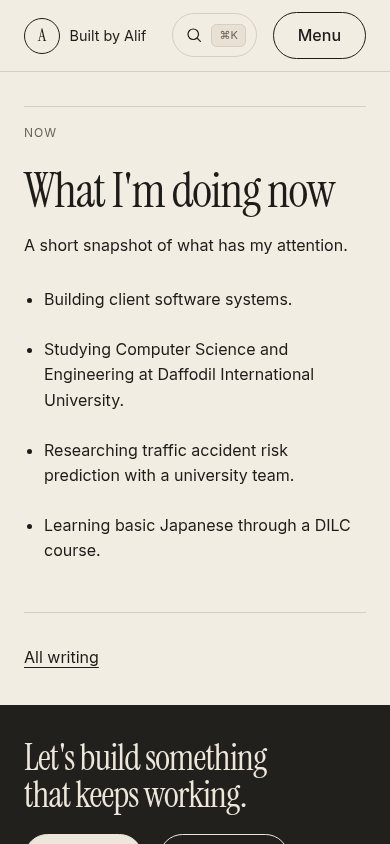 A Built by Alif ⌘K Menu
NOW
What I'm doing now
A short snapshot of what has my attention.
• Building client software systems.
• Studying Computer Science and
Engineering at Daffodil International
University.
• Researching traffic accident risk
prediction with a university team.
• Learning basic Japanese through a DILC
course.
All writing
Let's build something
that keeps working.